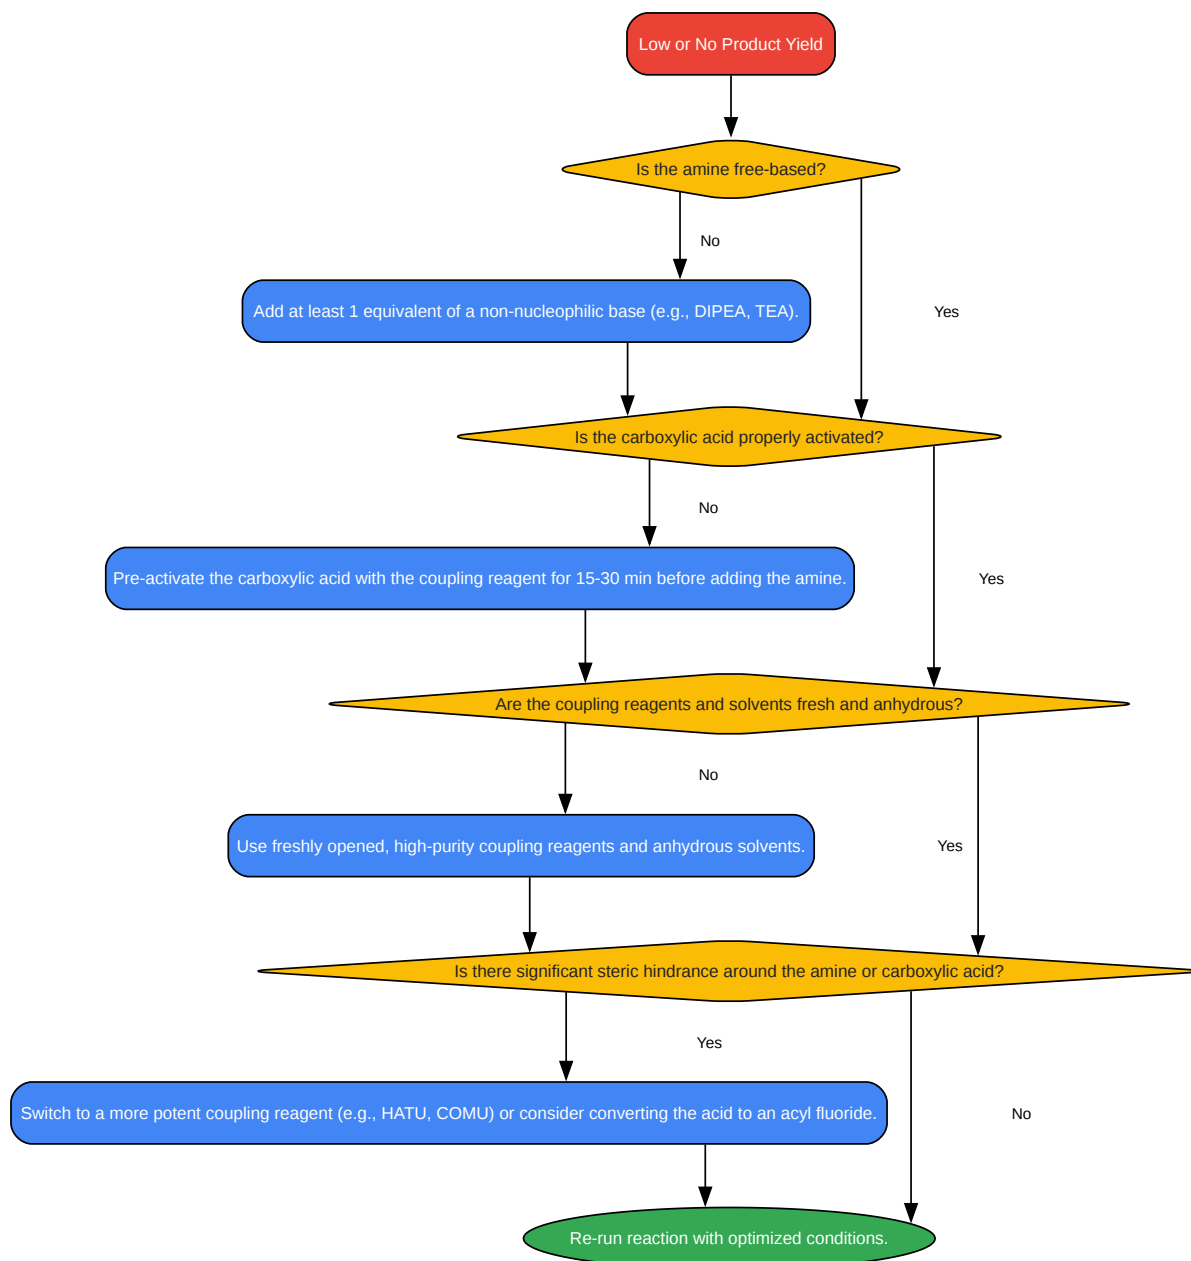 Low or No Product Yield
Is the amine free-based?
No
Add at least 1 equivalent of a non-nucleophilic base (e.g., DIPEA, TEA).
Yes
Is the carboxylic acid properly activated?
No
Pre-activate the carboxylic acid with the coupling reagent for 15-30 min before adding the amine.
Yes
Are the coupling reagents and solvents fresh and anhydrous?
No
Use freshly opened, high-purity coupling reagents and anhydrous solvents.
Yes
Is there significant steric hindrance around the amine or carboxylic acid?
Yes
Switch to a more potent coupling reagent (e.g., HATU, COMU) or consider converting the acid to an acyl fluoride.
No
Re-run reaction with optimized conditions.